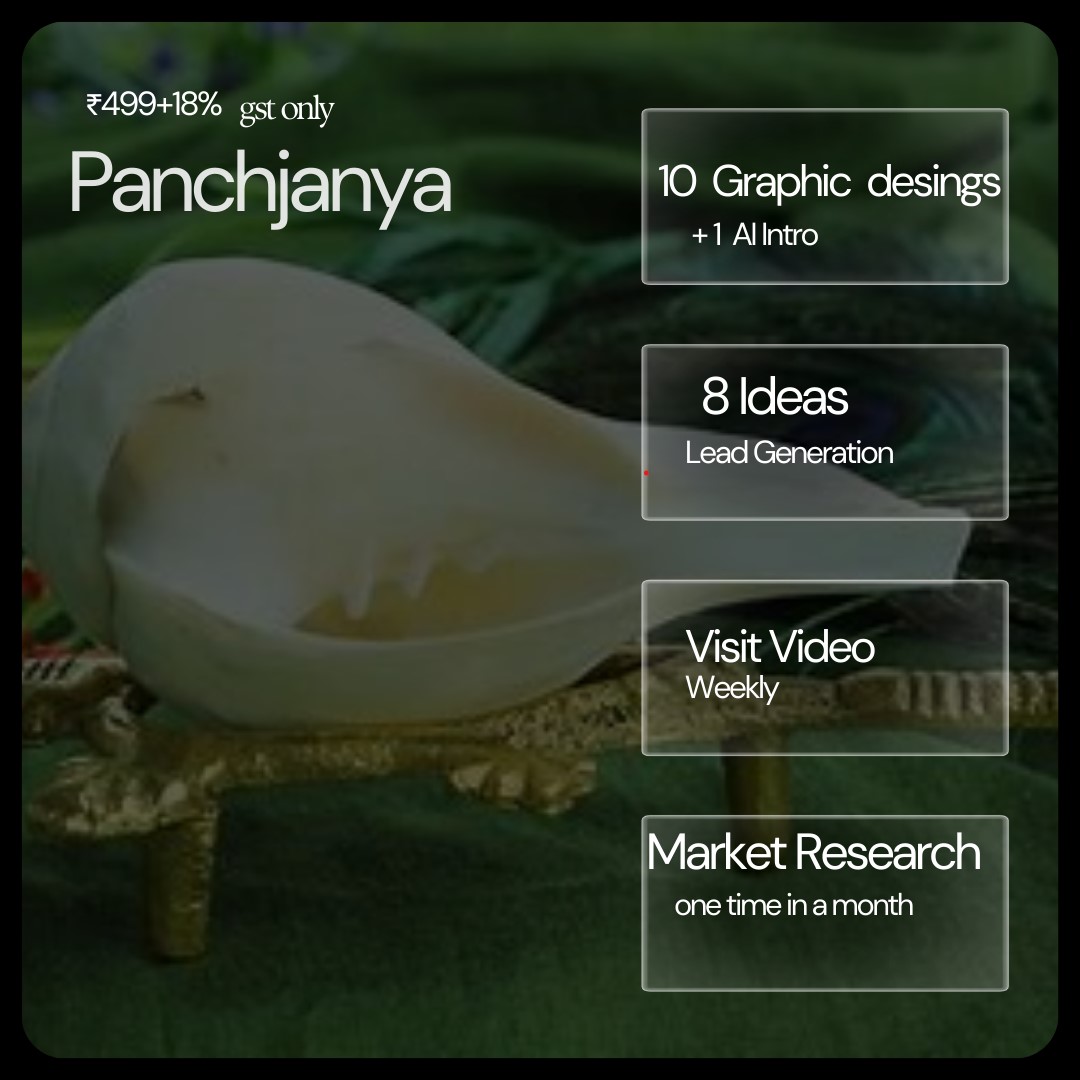 ₹499+18% gst only
Panchjanya
10 Graphic desings
+ 1 AI Intro
8 Ideas
Lead Generation
Visit Video
Weekly
Market Research
one time in a month